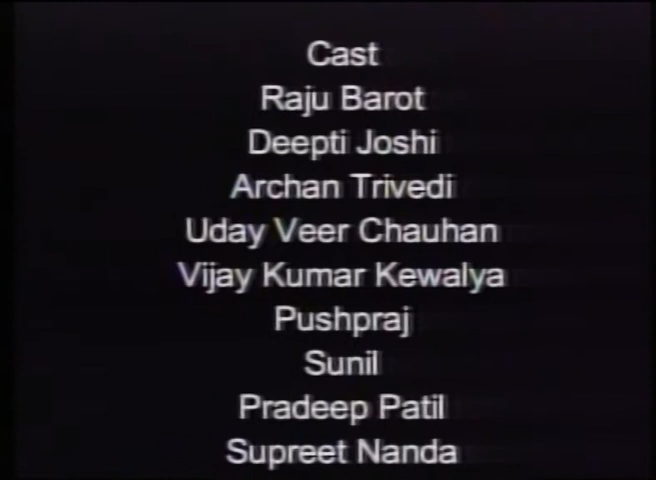 Cast
Raju Barot
Deepti Joshi
Archan Trivedi
Uday Veer Chauhan
Vijay Kumar Kewalya
Pushpraj
Sunil
Pradeep Patil
Supreet Nanda